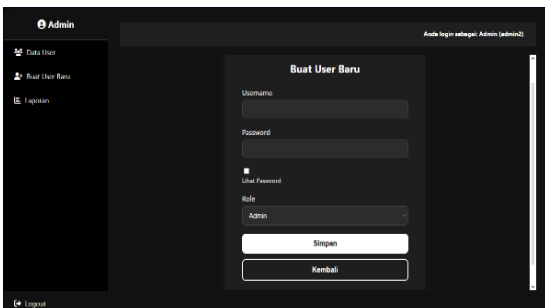 Admin
Anda login sebagai: Admin (admin2)
Data User
Buat User Baru
Laporan
Buat User Baru
Username
Password
Lihat Password
Role
Admin
Simpan
Kembali
Logout